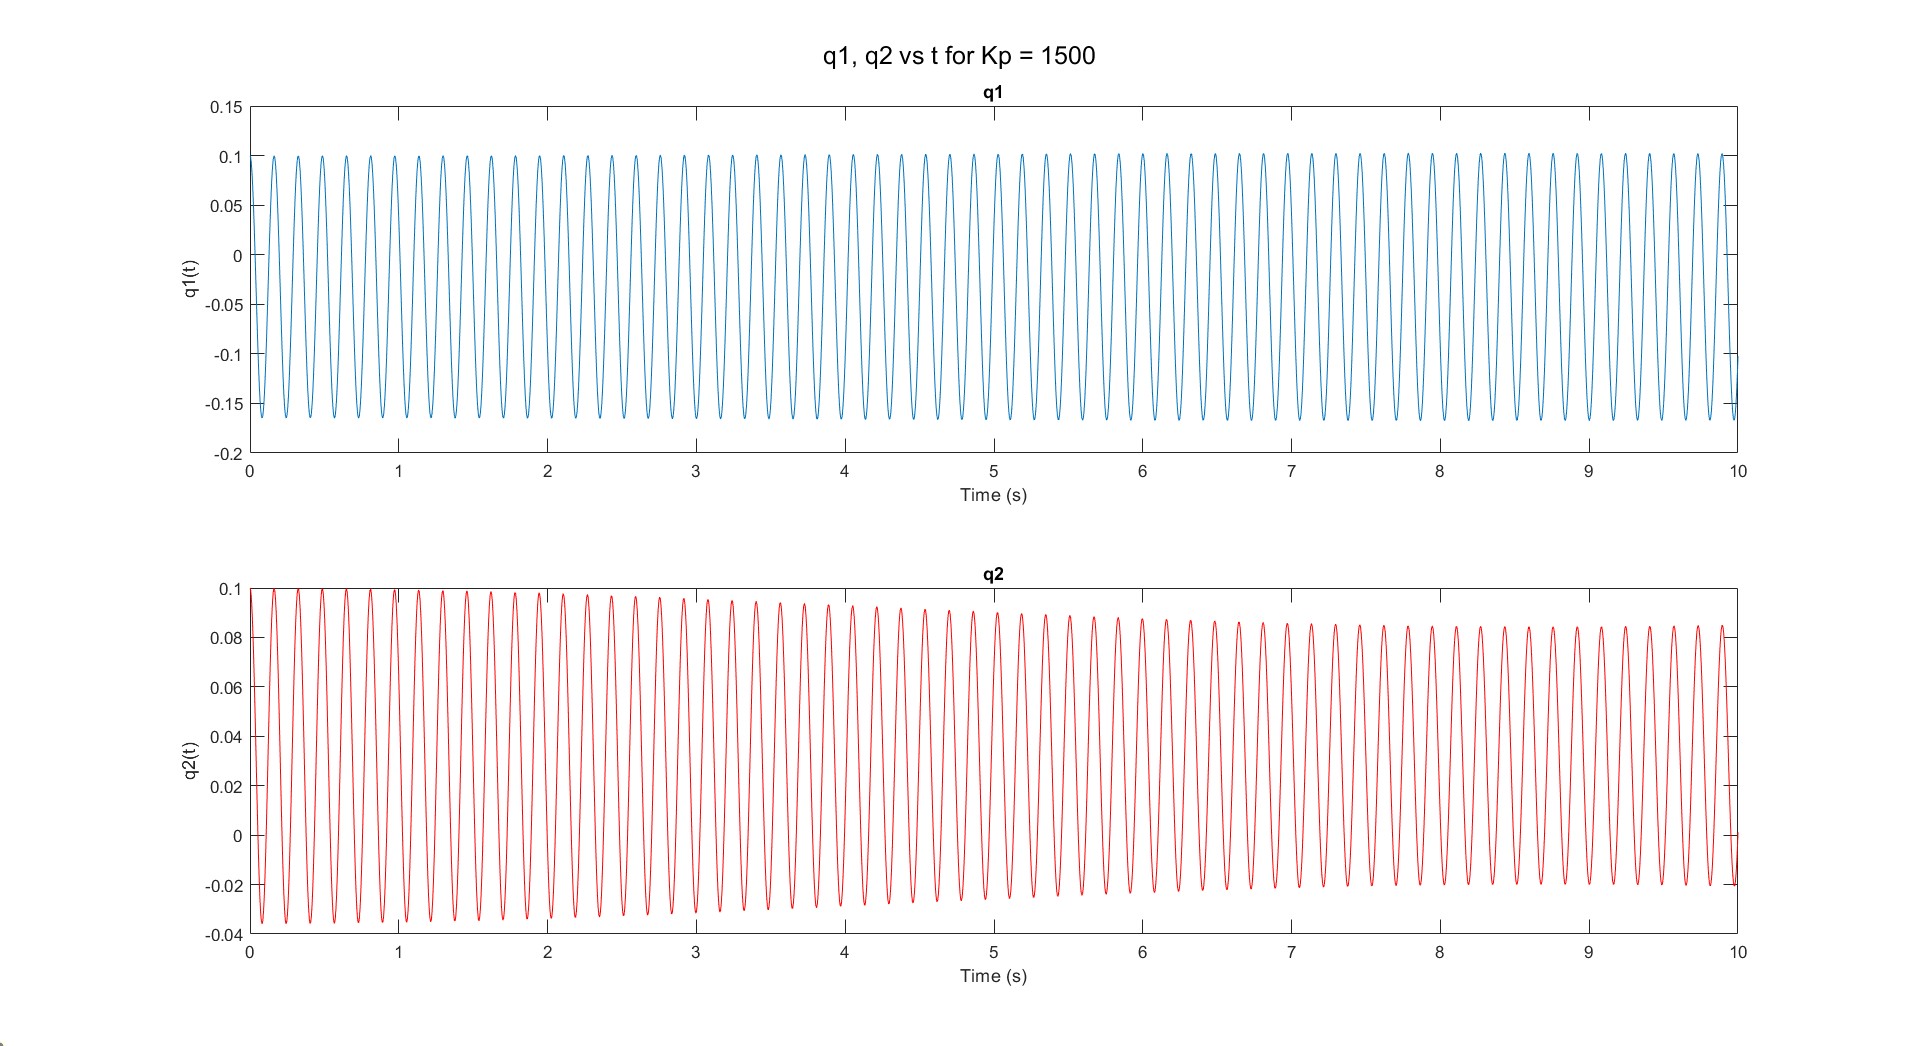 q1, q2 vs t for Kp = 1500
q1
0.15
0.1
0.05
0
-0.05
-0.1
-0.15
-0.2
q1(t)
0 1 2 3 4 5 6 7 8 9 10
Time (s)
q2
0.1
0.08
0.06
0.04
0.02
0
-0.02
-0.04
q2(t)
0 1 2 3 4 5 6 7 8 9 10
Time (s)